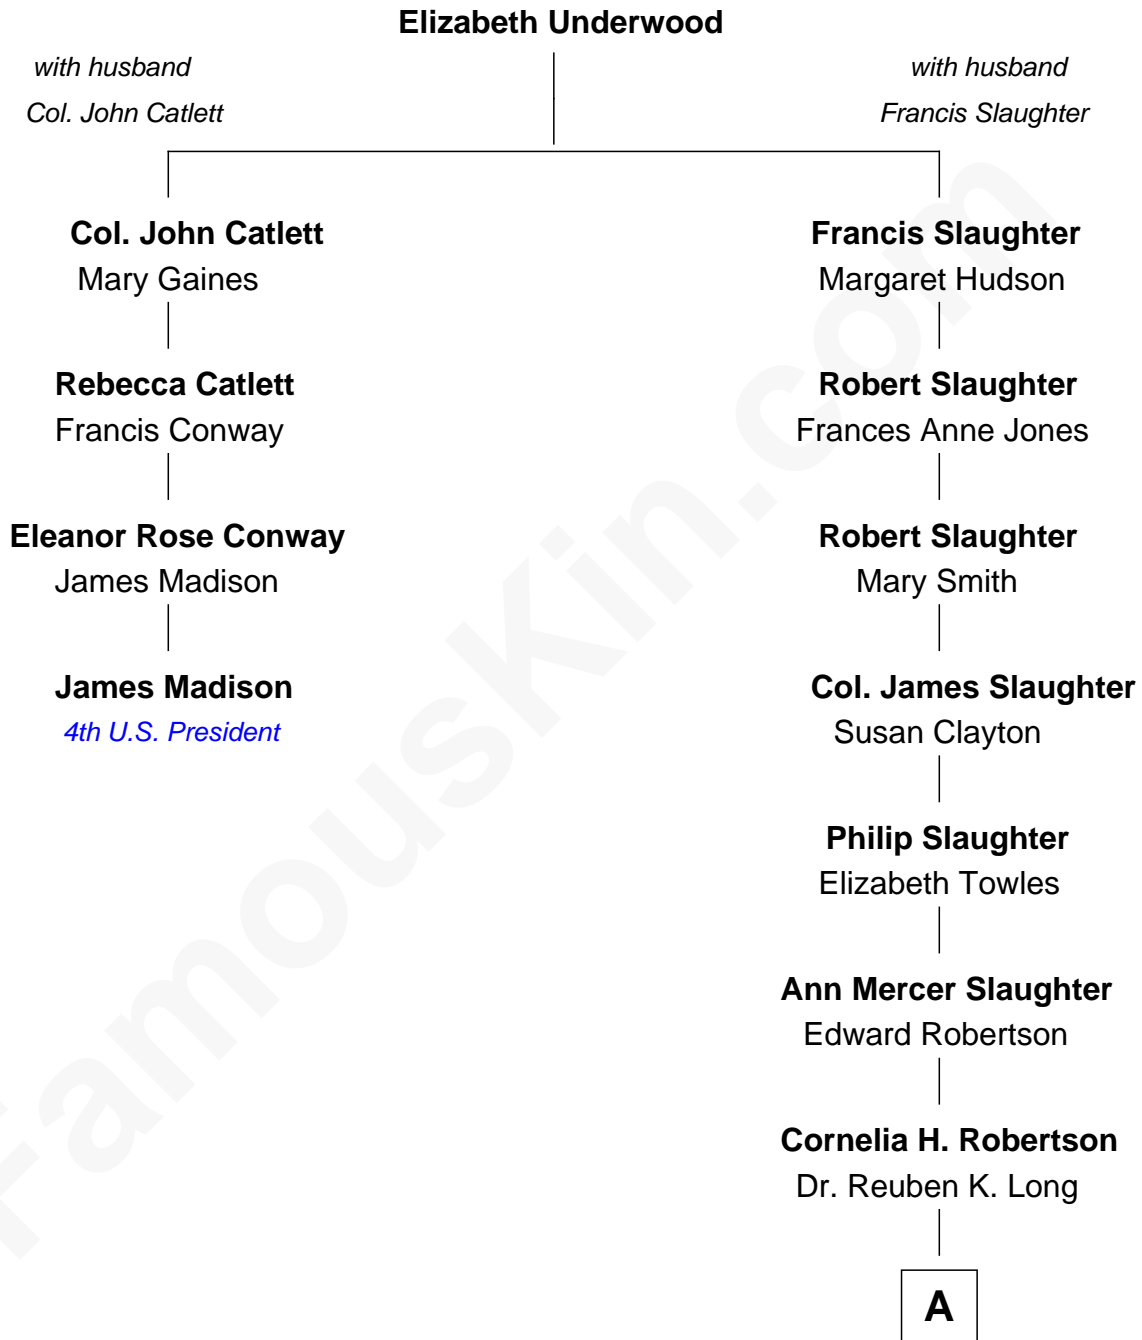 Elizabeth Underwood
with husband
Col. John Catlett
with husband
Francis Slaughter
Col. John Catlett
Mary Gaines
Rebecca Catlett
Francis Conway
Eleanor Rose Conway
James Madison
James Madison
4th U.S. President
Francis Slaughter
Margaret Hudson
Robert Slaughter
Frances Anne Jones
Robert Slaughter
Mary Smith
Col. James Slaughter
Susan Clayton
Philip Slaughter
Elizabeth Towles
Ann Mercer Slaughter
Edward Robertson
Cornelia H. Robertson
Dr. Reuben K. Long
A
FamousKin.com